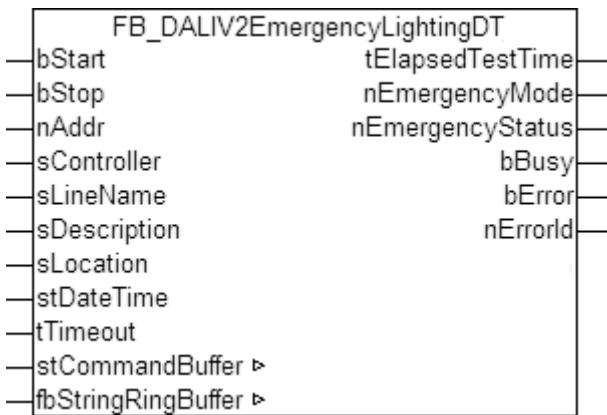 FB_DALIV2EmergencyLightingDT
bStart tElapsedTestTime
bStop nEmergencyMode
nAddr nEmergencyStatus
sController bBusy
sLineName bError
sDescription nErrorId
sLocation
stDateTime
tTimeout
stCommandBuffer ▹
fbStringRingBuffer ▹